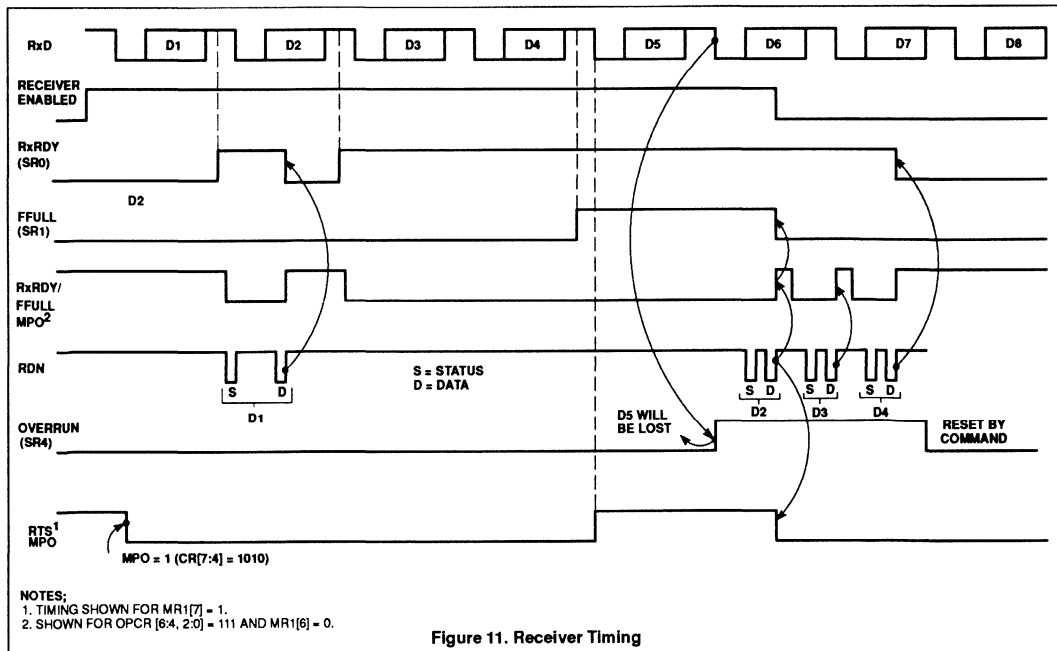 RxD D1 D2 D3 D4 D5 D6 D7 D8
RECEIVER
ENABLED
RxRDY
(SR0)
D2
FFULL
(SR1)
RxRDY/
FFULL
MPO2
RDN
S D
D1
S = STATUS
D = DATA
S D S D S D
D2 D3 D4
OVERRUN
(SR4)
D5 WILL
BE LOST
RESET BY
COMMAND
RTS1
MPO
MPO = 1 (CR[7:4] = 1010)
NOTES;
1. TIMING SHOWN FOR MR1[7] = 1.
2. SHOWN FOR OPCR [6:4, 2:0] = 111 AND MR1[6] = 0.
Figure 11. Receiver Timing